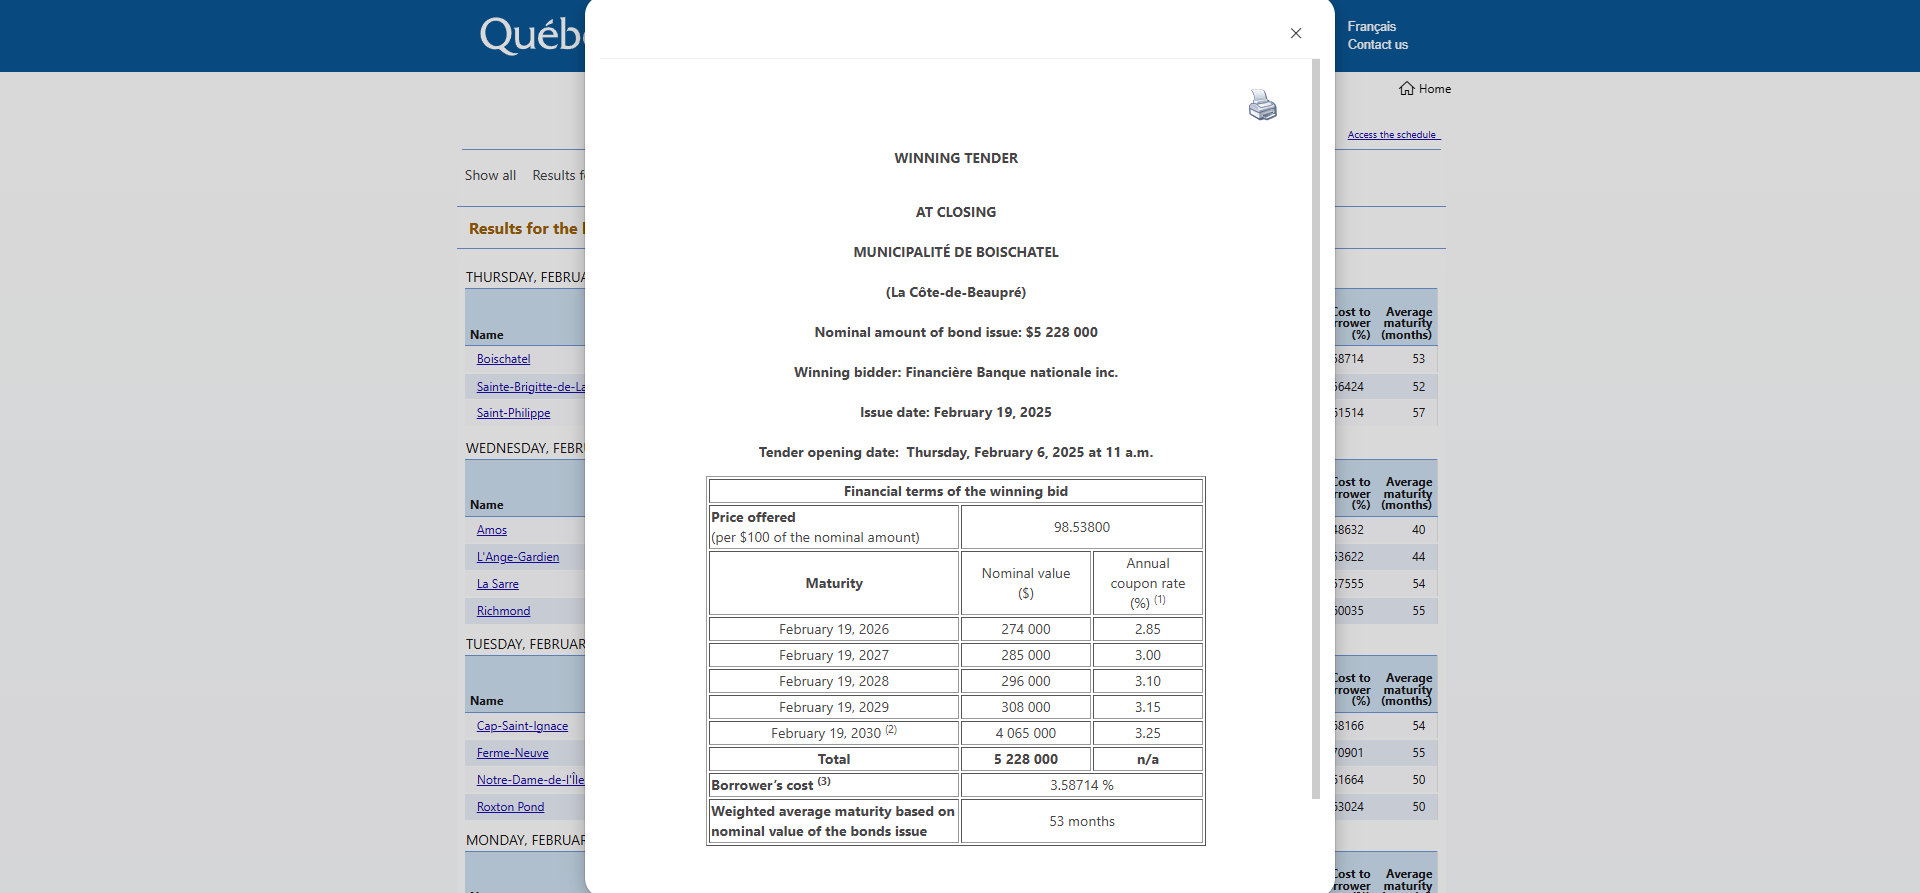 Québ
Français
Contact us
Home
Access the schedule
Show all Results f
Results for the
THURSDAY, FEBRUA
Name
Cost to
rrower
(%)
Average
maturity
(months)
Boischatel 58714 53
Sainte-Brigitte-de-La 56424 52
Saint-Philippe 61514 57
WEDNESDAY, FEBR
Name
Cost to
rrower
(%)
Average
maturity
(months)
Amos 48632 40
L'Ange-Gardien 53622 44
La Sarre 57555 54
Richmond 60035 55
TUESDAY, FEBRUAR
Name
Cost to
rrower
(%)
Average
maturity
(months)
Cap-Saint-Ignace 58166 54
Ferme-Neuve 70901 55
Notre-Dame-de-l'Île 61664 50
Roxton Pond 63024 50
MONDAY, FEBRUAR
Cost to
rrower
Average
maturity
WINNING TENDER
AT CLOSING
MUNICIPALITÉ DE BOISCHATEL
(La Côte-de-Beaupré)
Nominal amount of bond issue: $5 228 000
Winning bidder: Financière Banque nationale inc.
Issue date: February 19, 2025
Tender opening date: Thursday, February 6, 2025 at 11 a.m.
Financial terms of the winning bid
Price offered
(per $100 of the nominal amount) 98.53800
Maturity
Nominal value
($)
Annual
coupon rate
(%) (1)
February 19, 2026 274 000 2.85
February 19, 2027 285 000 3.00
February 19, 2028 296 000 3.10
February 19, 2029 308 000 3.15
February 19, 2030 (2) 4 065 000 3.25
Total 5 228 000 n/a
Borrower’s cost (3) 3.58714 %
Weighted average maturity based on
nominal value of the bonds issue 53 months